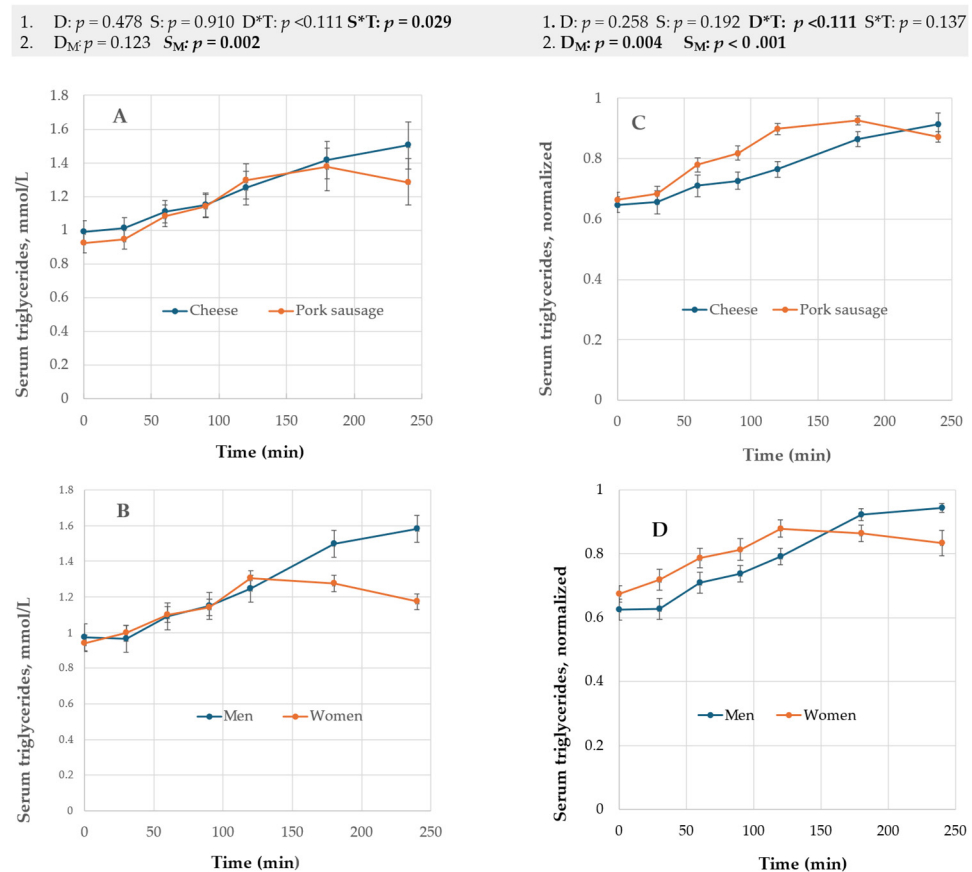 1. D: p = 0.478 S: p = 0.910 D*T: p <0.111 S*T: p = 0.029
2. DM: p = 0.123 SM: p = 0.002
1. D: p = 0.258 S: p = 0.192 D*T: p <0.111 S*T: p = 0.137
2. DM: p = 0.004 SM: p < 0 .001
A
Serum triglycerides, mmol/L
1.8
1.6
1.4
1.2
1
0.8
0.6
0.4
0.2
0
Cheese Pork sausage
0 50 100 150 200 250
Time (min)
C
Serum triglycerides, normalized
1
0.8
0.6
0.4
0.2
0
Cheese Pork sausage
0 50 100 150 200 250
Time (min)
B
Serum triglycerides, mmol/L
1.8
1.6
1.4
1.2
1
0.8
0.6
0.4
0.2
0
Men Women
0 50 100 150 200 250
Time (min)
D
Serum triglycerides, normalized
1
0.8
0.6
0.4
0.2
0
Men Women
0 50 100 150 200 250
Time (min)